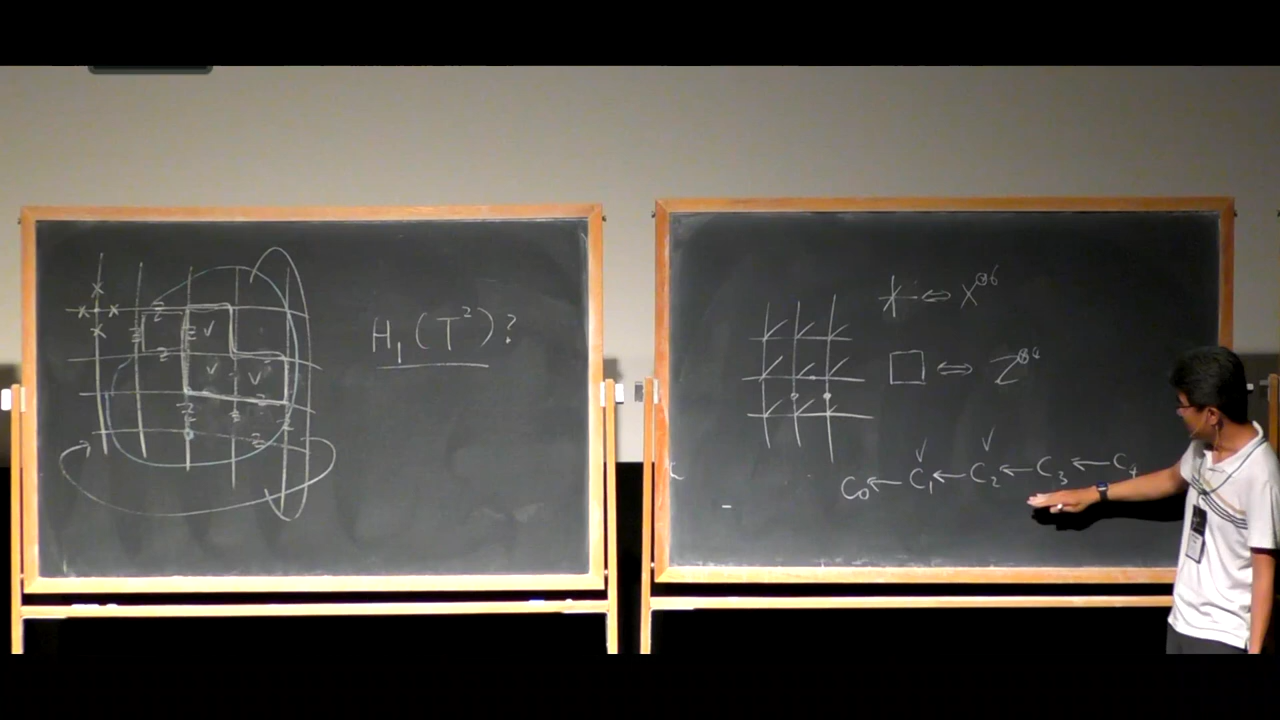 H₁(T²)?
⇔ X^⊗6
□ ⇔ Z^⊗4
C₀ ← C₁ ← C₂ ← C₃ ← C₄